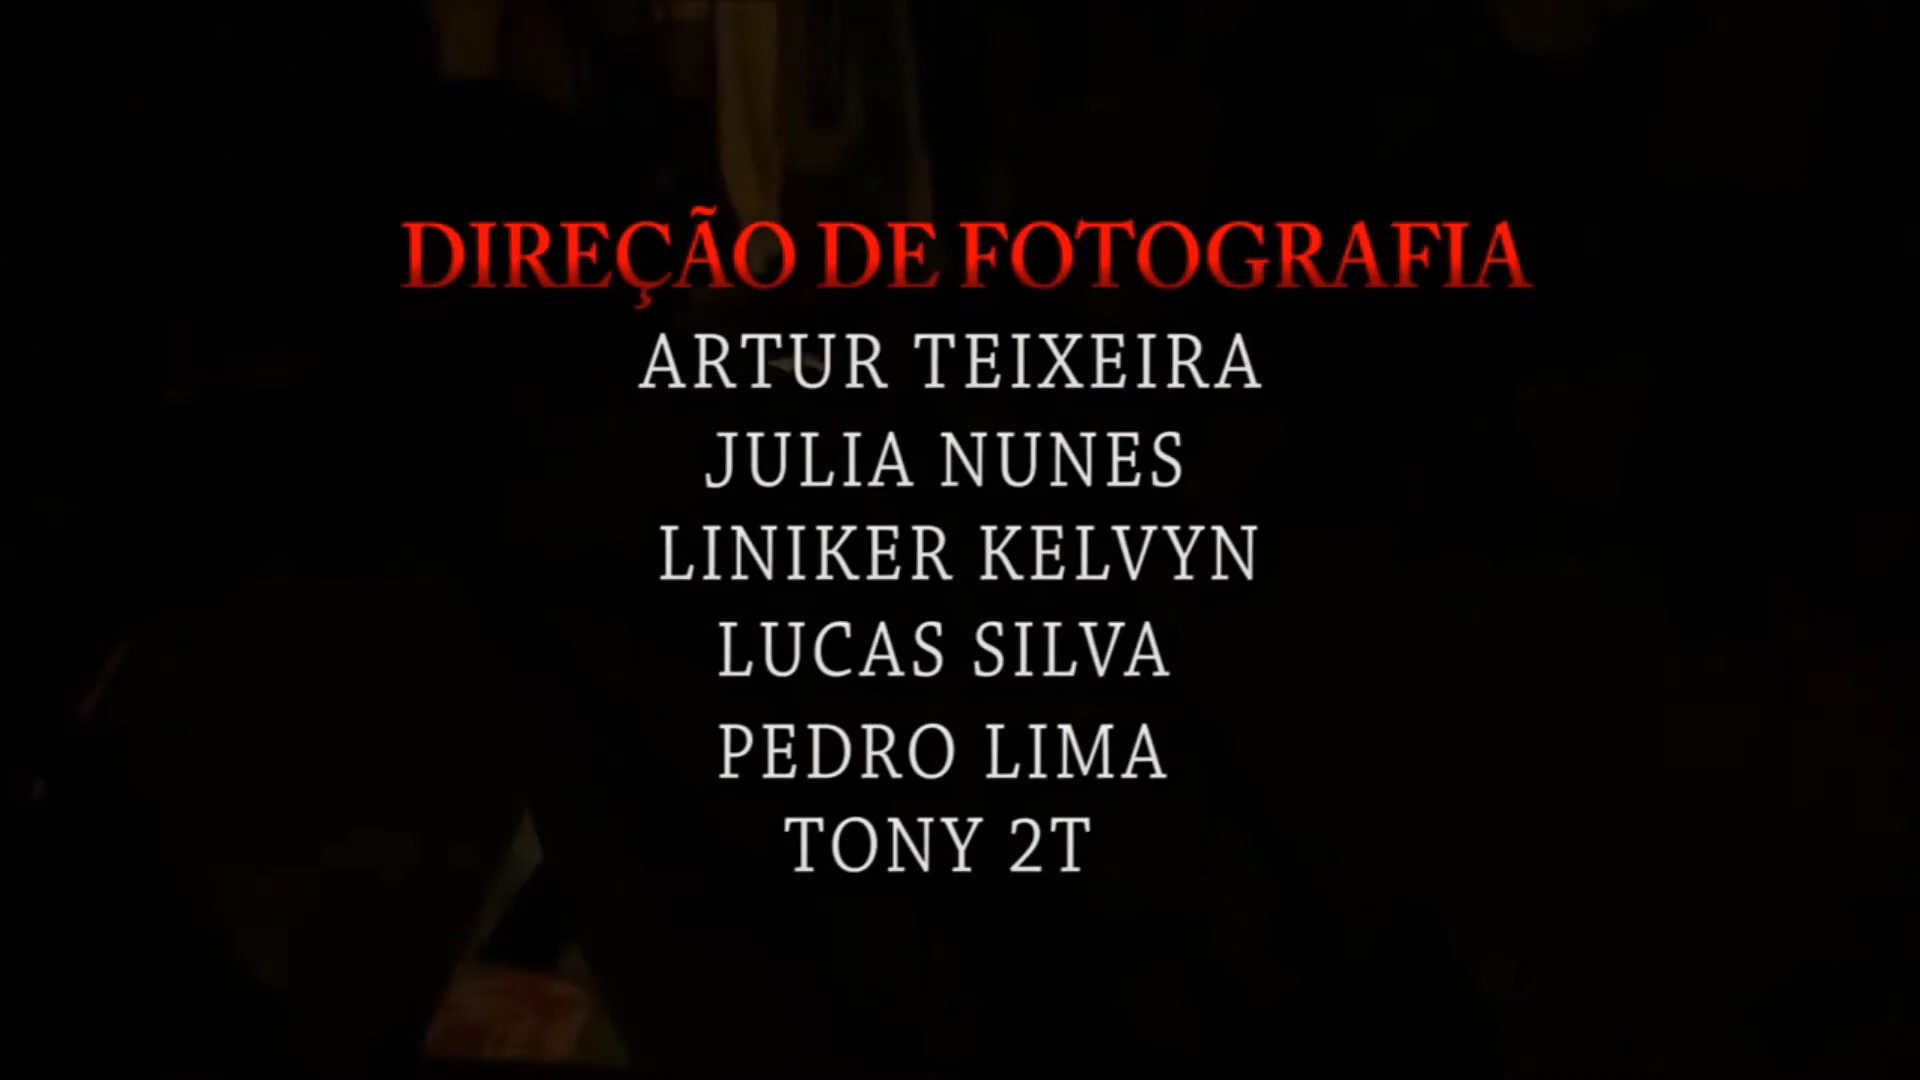 DIREÇÃO DE FOTOGRAFIA
ARTUR TEIXEIRA
JULIA NUNES
LINIKER KELVYN
LUCAS SILVA
PEDRO LIMA
TONY 2T